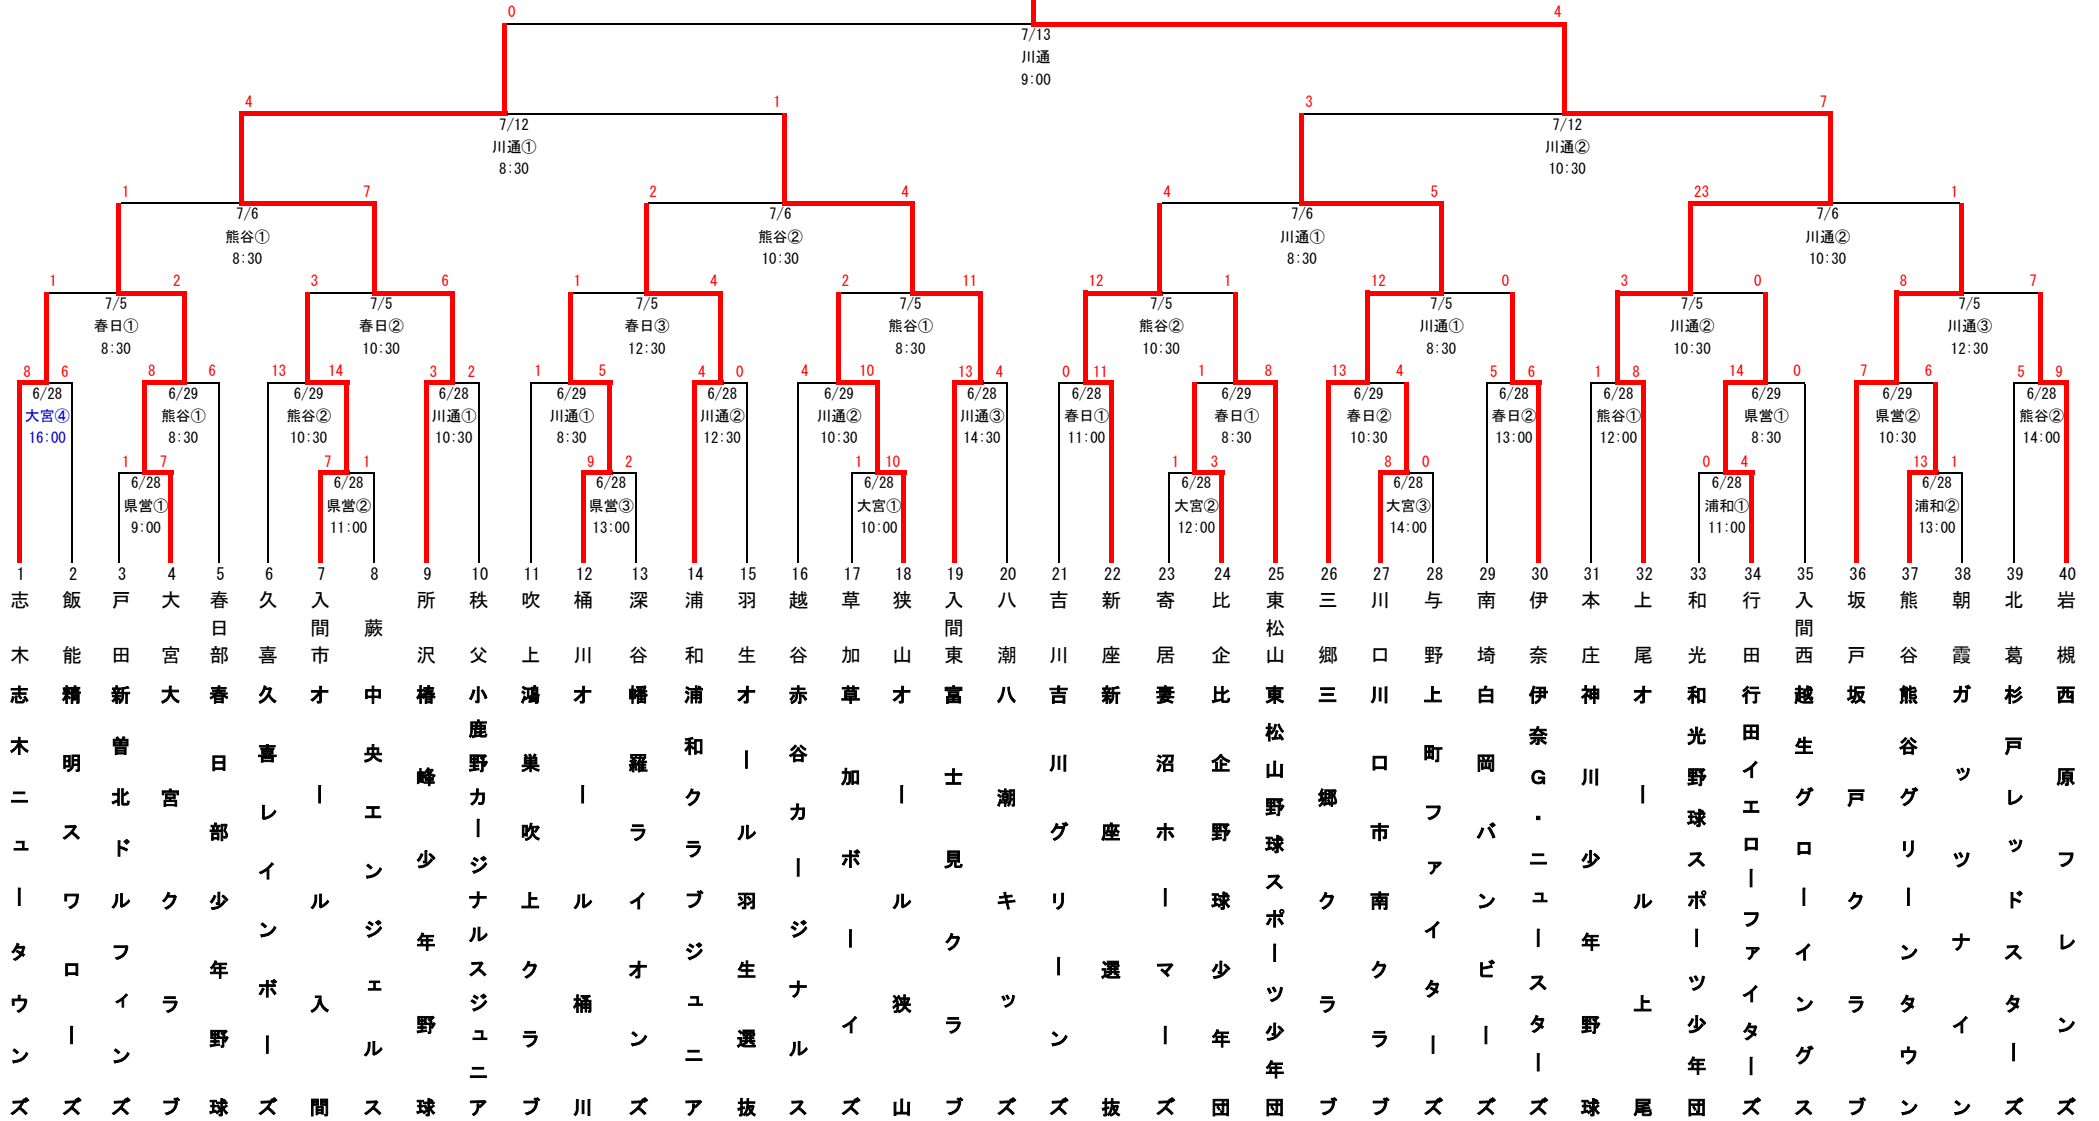 0 4
7/13
川通
9:00
4 1 3 7
7/12 7/12
川通① 川通②
8:30 10:30
1 7 2 4 4 5 23 1
7/6 7/6 7/6 7/6
熊谷① 熊谷② 川通① 川通②
8:30 10:30 8:30 10:30
1 2 3 6 1 4 2 11 12 1 12 0 3 0 8 7
7/5 7/5 7/5 7/5 7/5 7/5 7/5 7/5
春日① 春日② 春日③ 熊谷① 熊谷② 川通① 川通② 川通③
8:30 10:30 12:30 8:30 10:30 8:30 10:30 12:30
8 6 8 6 13 14 3 2 1 5 4 0 4 10 13 4 0 11 1 8 13 4 5 6 1 8 14 0 7 6 5 9
6/28 6/29 6/29 6/28 6/29 6/28 6/29 6/28 6/28 6/29 6/29 6/28 6/28 6/29 6/29 6/28
大宮④ 熊谷① 熊谷② 川通① 川通① 川通② 川通② 川通③ 春日① 春日① 春日② 春日② 熊谷① 県営① 県営② 熊谷②
16:00 8:30 10:30 10:30 8:30 12:30 10:30 14:30 11:00 8:30 10:30 13:00 12:00 8:30 10:30 14:00
1 7 7 1 9 2 1 10 1 3 8 0 0 4 13 1
6/28 6/28 6/28 6/28 6/28 6/28 6/28 6/28
県営① 県営② 県営③ 大宮① 大宮② 大宮③ 浦和① 浦和②
9:00 11:00 13:00 10:00 12:00 14:00 11:00 13:00
1 志木 志木ニュータウンズ
2 飯能 精明スワローズ
3 戸田 新曽北ドルフィンズ
4 大宮 大宮クラブ
5 春日部 春日部少年野球
6 久喜 久喜レインボーズ
7 入間市 オール入間
8 蕨 中央エンジェルス
9 所沢 椿峰少年野球
10 秩父 小鹿野カージナルスジュニア
11 吹上 鴻巣吹上クラブ
12 桶川 オール桶川
13 深谷 幡羅ライオンズ
14 浦和 浦和クラブジュニア
15 羽生 オール羽生選抜
16 越谷 赤谷カージナルス
17 草加 草加ボーイズ
18 狭山 オール狭山
19 入間東 富士見クラブ
20 八潮 八潮キッズ
21 吉川 吉川グリーンズ
22 新座 新座選抜
23 寄居 妻沼ホーマーズ
24 比企 比企野球少年団
25 東松山 東松山野球スポーツ少年団
26 三郷 三郷クラブ
27 川口 川口市南クラブ
28 与野 上町ファイターズ
29 南埼 白岡バンビーズ
30 伊奈 伊奈G.ニュースターズ
31 本庄 神川少年野球
32 上尾 オール上尾
33 和光 和光野球スポーツ少年団
34 行田 行田イエローファイターズ
35 入間西 越生グローイングス
36 坂戸 坂戸クラブ
37 熊谷 熊谷グリーンタウン
38 朝霞 ガッツナイン
39 北葛 杉戸レッドスターズ
40 岩槻 西原フレンズ